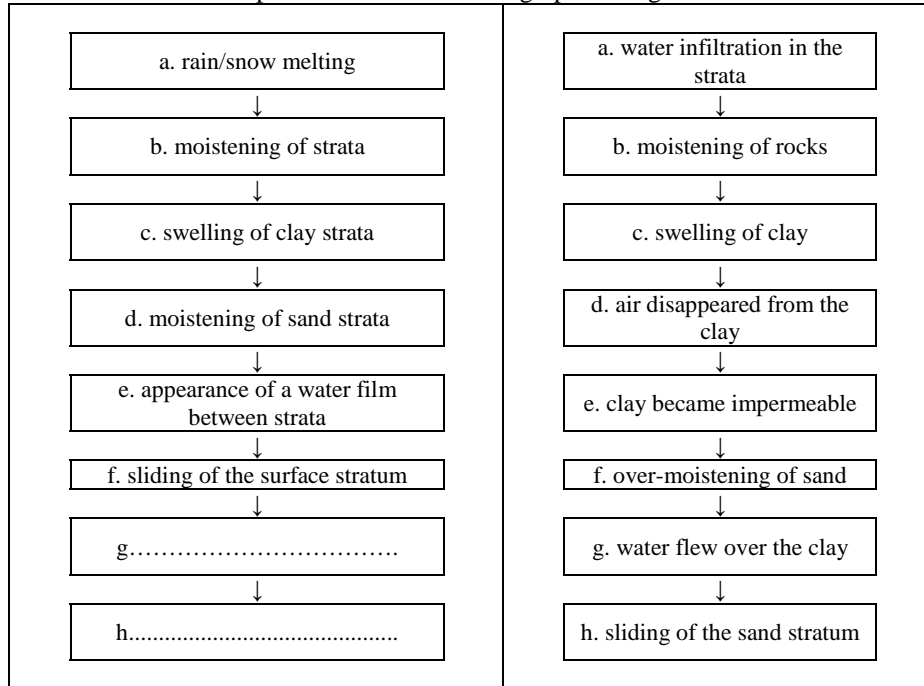 a. rain/snow melting
↓
b. moistening of strata
↓
c. swelling of clay strata
↓
d. moistening of sand strata
↓
e. appearance of a water film
between strata
↓
f. sliding of the surface stratum
↓
g…………………………….
↓
h............................................
a. water infiltration in the
strata
↓
b. moistening of rocks
↓
c. swelling of clay
↓
d. air disappeared from the
clay
↓
e. clay became impermeable
↓
f. over-moistening of sand
↓
g. water flew over the clay
↓
h. sliding of the sand stratum